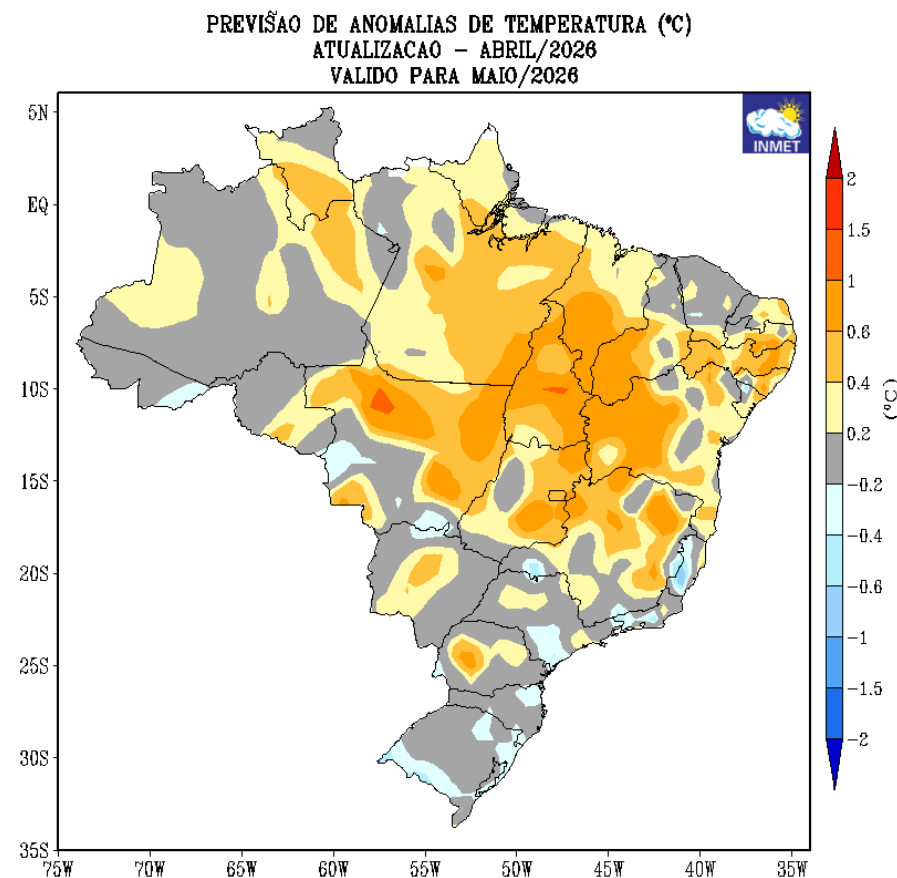 PREVISÃO DE ANOMALIAS DE TEMPERATURA (°C)
ATUALIZACAO – ABRIL/2026
VALIDO PARA MAIO/2026
INMET
5N
EQ
5S
10S
15S
20S
25S
30S
35S
75W 70W 65W 60W 55W 50W 45W 40W 35W
2
1.5
1
0.6
0.4
0.2
−0.2
−0.4
−0.6
−1
−1.5
−2
(°C)